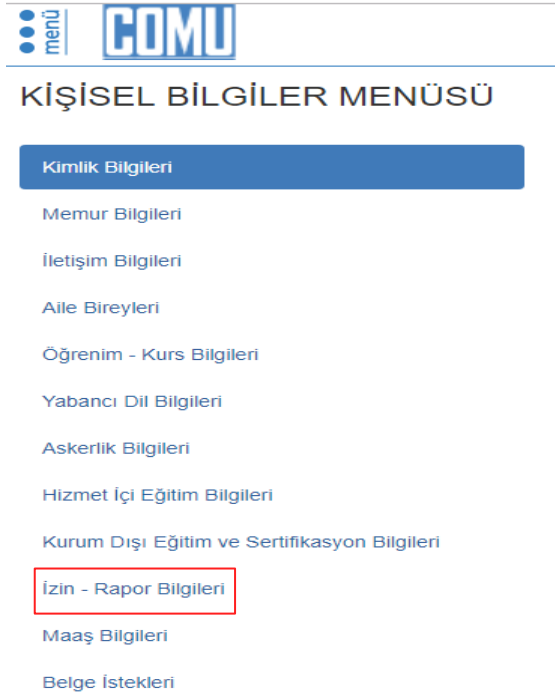 menü
COMU
KİŞİSEL BİLGİLER MENÜSÜ
Kimlik Bilgileri
Memur Bilgileri
İletişim Bilgileri
Aile Bireyleri
Öğrenim - Kurs Bilgileri
Yabancı Dil Bilgileri
Askerlik Bilgileri
Hizmet İçi Eğitim Bilgileri
Kurum Dışı Eğitim ve Sertifikasyon Bilgileri
İzin - Rapor Bilgileri
Maaş Bilgileri
Belge İstekleri